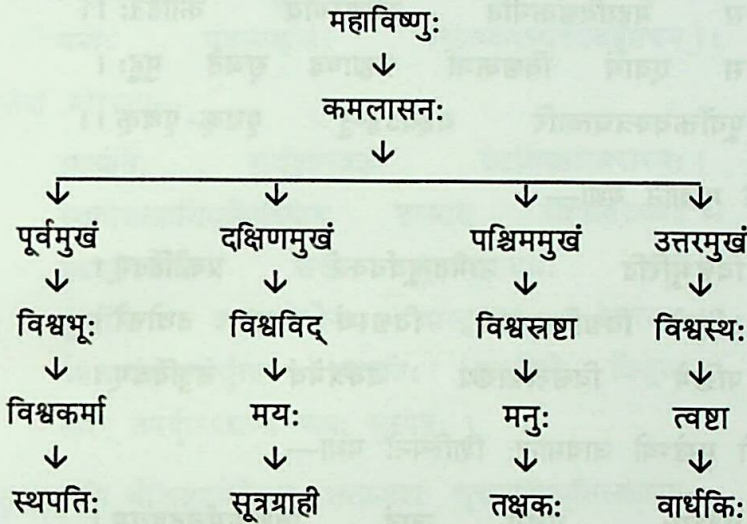 महाविष्णु:
कमलासन:
पूर्वमुखं दक्षिणमुखं पश्चिममुखं उत्तरमुखं
विश्वभू: विश्वविद् विश्वस्रष्टा विश्वस्थ:
विश्वकर्मा मय: मनु: त्वष्टा
स्थपति: सूत्रग्राही तक्षक: वार्धकि: